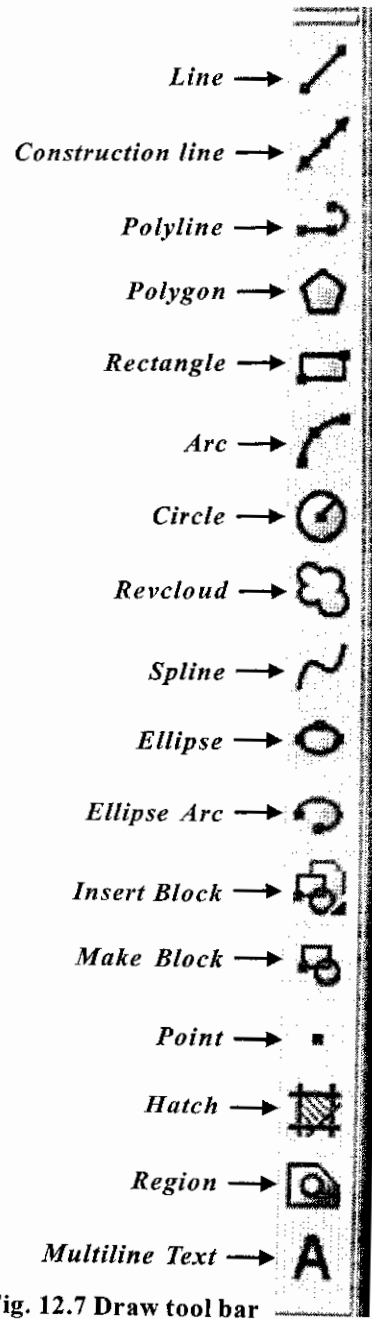 Line
Construction line
Polyline
Polygon
Rectangle
Arc
Circle
Revcloud
Spline
Ellipse
Ellipse Arc
Insert Block
Make Block
Point
Hatch
Region
Multiline Text
A
ig. 12.7 Draw tool bar